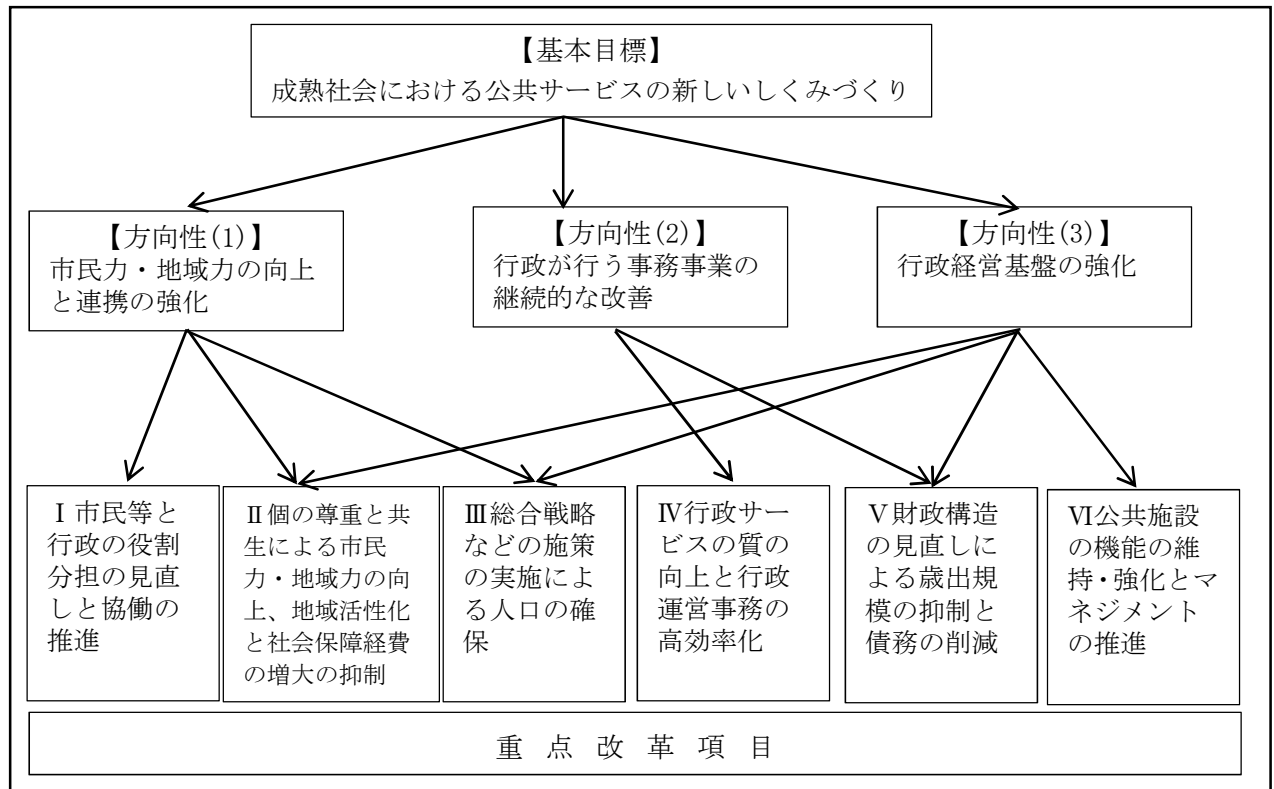 【基本目標】
成熟社会における公共サービスの新しいしくみづくり
【方向性(1)】
市民力・地域力の向上
と連携の強化
【方向性(2)】
行政が行う事務事業の
継続的な改善
【方向性(3)】
行政経営基盤の強化
Ⅰ市民等と
行政の役割
分担の見直
しと協働の
推進
Ⅱ個の尊重と共
生による市民
力・地域力の向
上、地域活性化
と社会保障経費
の増大の抑制
Ⅲ総合戦略
などの施策
の実施によ
る人口の確
保
Ⅳ行政サー
ビスの質の
向上と行政
運営事務の
高効率化
Ⅴ財政構造
の見直しに
よる歳出規
模の抑制と
債務の削減
Ⅵ公共施設
の機能の維
持・強化とマ
ネジメント
の推進
重点改革項目